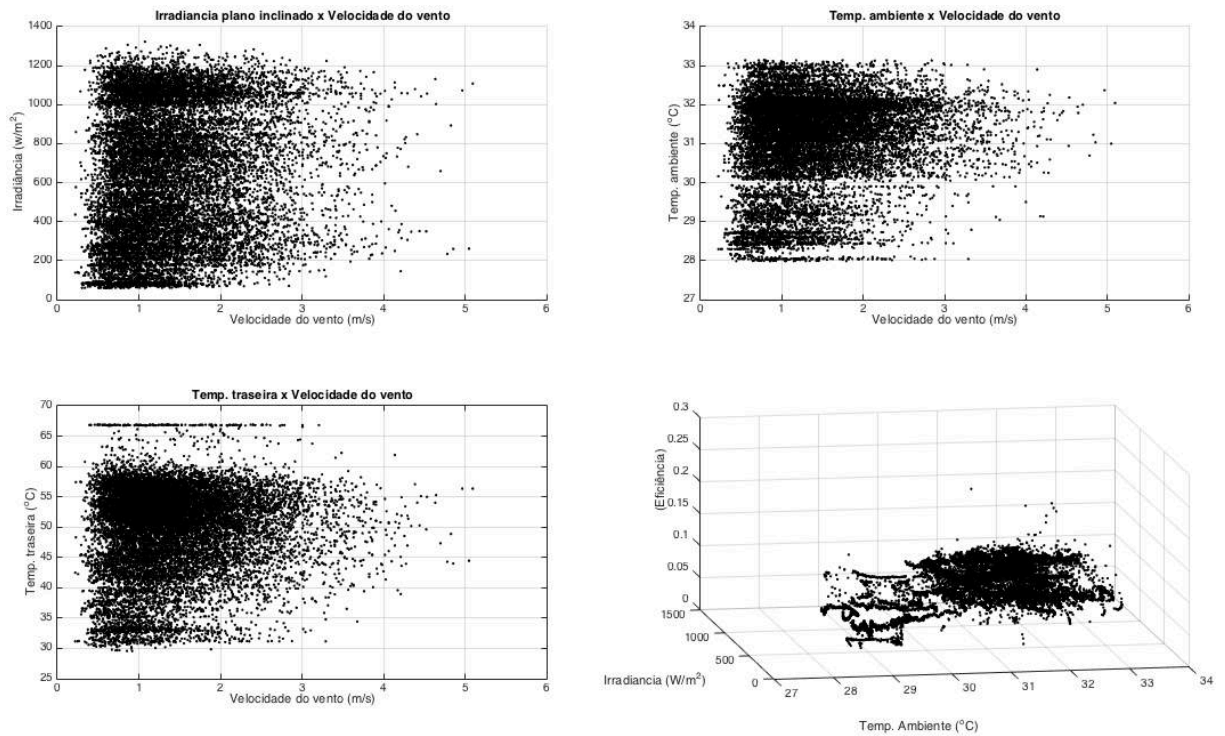 Irradiancia plano inclinado x Velocidade do vento
1400
1200
1000
800
600
400
200
0
Irradiância (w/m²)
0 1 2 3 4 5 6
Velocidade do vento (m/s)
Temp. ambiente x Velocidade do vento
34
33
32
31
30
29
28
27
Temp. ambiente (°C)
0 1 2 3 4 5 6
Velocidade do vento (m/s)
Temp. traseira x Velocidade do vento
70
65
60
55
50
45
40
35
30
25
Temp. traseira (°C)
0 1 2 3 4 5 6
Velocidade do vento (m/s)
0.3
0.25
0.2
0.15
0.1
0.05
0
(Eficiência)
1500
1000
500
0
Irradiancia (W/m²)
27 28 29 30 31 32 33 34
Temp. Ambiente (°C)